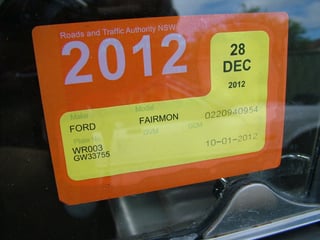 Roads and Traffic Authority NSW
2012
28
DEC
2012
Make
Model
FORD
FAIRMON
0220940954
Plate No
GVM
GCM
WR003
GW33755
10-01-2012